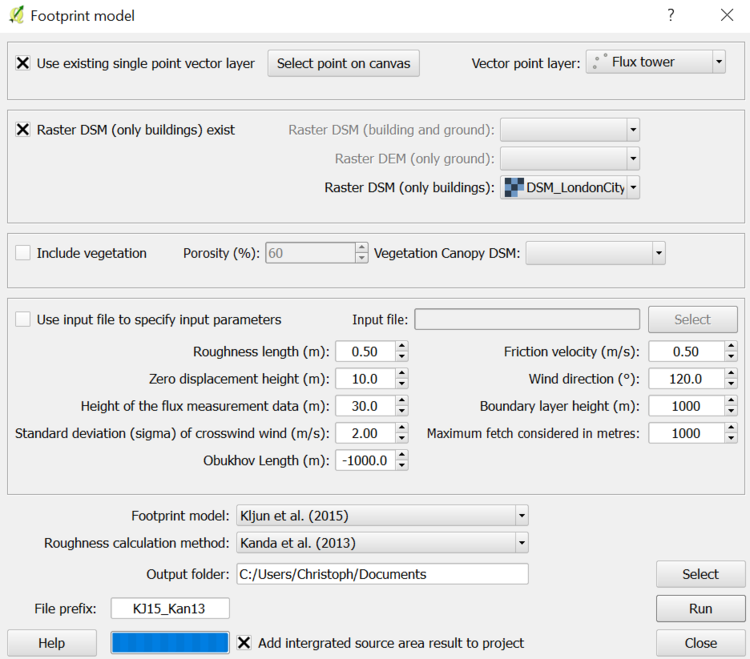 Footprint model
?
Use existing single point vector layer Select point on canvas Vector point layer: Flux tower
Raster DSM (only buildings) exist Raster DSM (building and ground):
Raster DEM (only ground):
Raster DSM (only buildings): DSM_LondonCity
Include vegetation Porosity (%): 60 Vegetation Canopy DSM:
Use input file to specify input parameters Input file: Select
Roughness length (m): 0.50 Friction velocity (m/s): 0.50
Zero displacement height (m): 10.0 Wind direction (°): 120.0
Height of the flux measurement data (m): 30.0 Boundary layer height (m): 1000
Standard deviation (sigma) of crosswind wind (m/s): 2.00 Maximum fetch considered in metres: 1000
Obukhov Length (m): -1000.0
Footprint model: Kljun et al. (2015)
Roughness calculation method: Kanda et al. (2013)
Output folder: C:/Users/Christoph/Documents Select
File prefix: KJ15_Kan13 Run
Help Add intergrated source area result to project Close